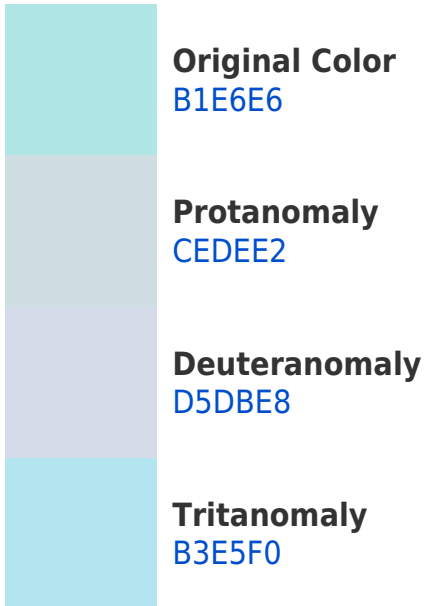 Original Color
B1E6E6
Protanomaly
CEDEE2
Deuteranomaly
D5DBE8
Tritanomaly
B3E5F0